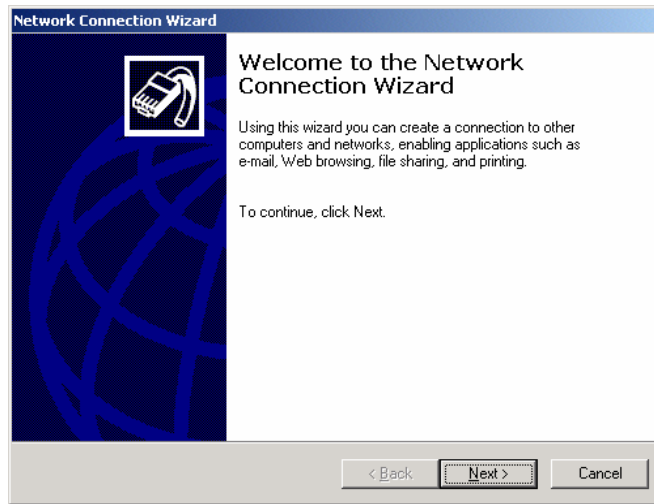 Network Connection Wizard
Welcome to the Network
Connection Wizard
Using this wizard you can create a connection to other
computers and networks, enabling applications such as
e-mail, Web browsing, file sharing, and printing.
To continue, click Next.
< Back
Next >
Cancel